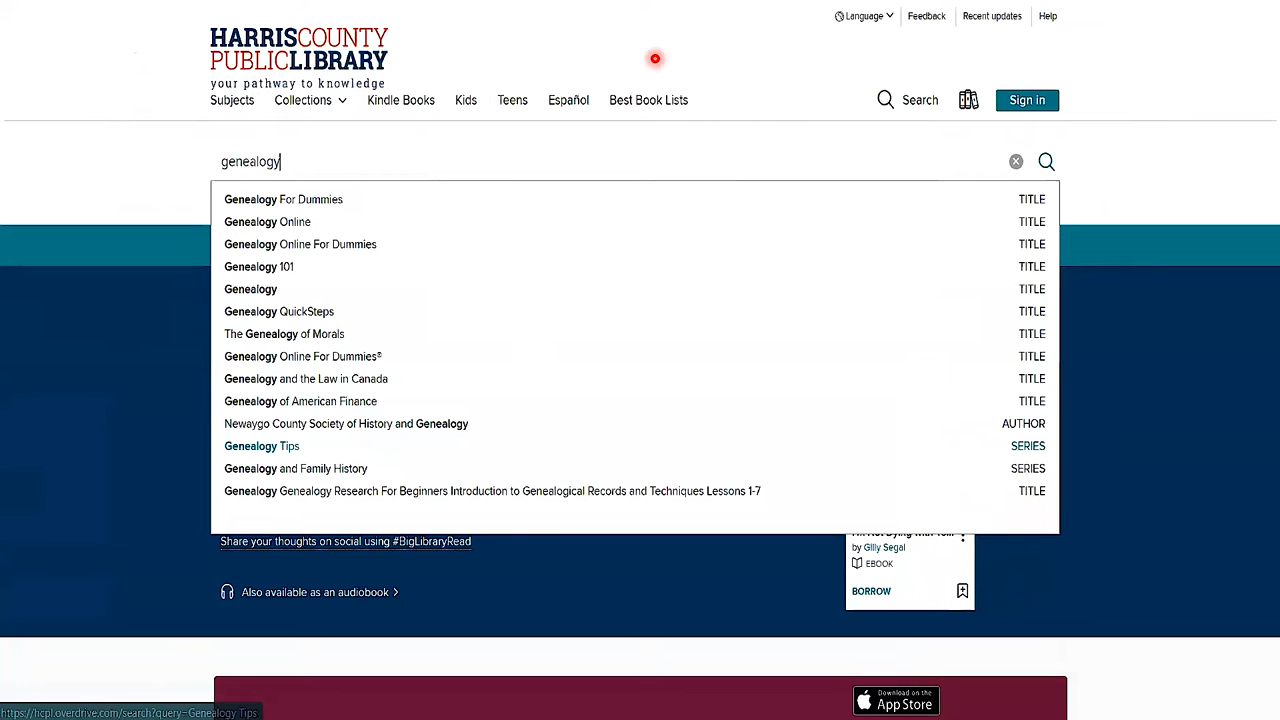 Language
Feedback
Recent updates
Help
HARRISCOUNTY
PUBLICLIBRARY
your pathway to knowledge
Subjects
Collections
Kindle Books
Kids
Teens
Español
Best Book Lists
Search
Sign in
genealogy
Genealogy For Dummies TITLE
Genealogy Online TITLE
Genealogy Online For Dummies TITLE
Genealogy 101 TITLE
Genealogy TITLE
Genealogy QuickSteps TITLE
The Genealogy of Morals TITLE
Genealogy Online For Dummies® TITLE
Genealogy and the Law in Canada TITLE
Genealogy of American Finance TITLE
Newaygo County Society of History and Genealogy AUTHOR
Genealogy Tips SERIES
Genealogy and Family History SERIES
Genealogy Genealogy Research For Beginners Introduction to Genealogical Records and Techniques Lessons 1-7 TITLE
Share your thoughts on social using #BigLibraryRead
Also available as an audiobook >
by Gilly Segal
EBOOK
BORROW
Download on the
App Store
https://hcpl.overdrive.com/search?query=Genealogy Tips